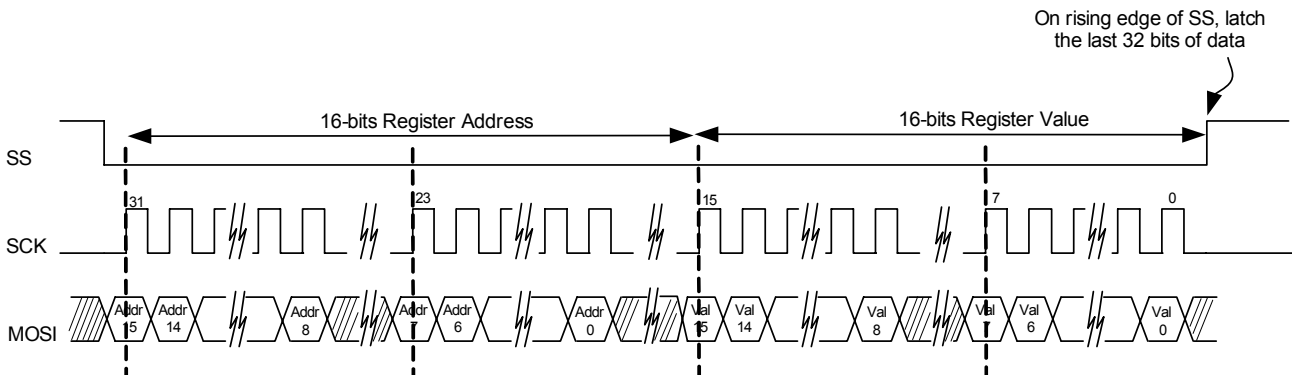 On rising edge of SS, latch
the last 32 bits of data
16-bits Register Address
16-bits Register Value
SS
31
23
15
7
0
SCK
Addr
15
Addr
14
Addr
8
Addr
7
Addr
6
Addr
0
Val
15
Val
14
Val
8
Val
7
Val
6
Val
0
MOSI